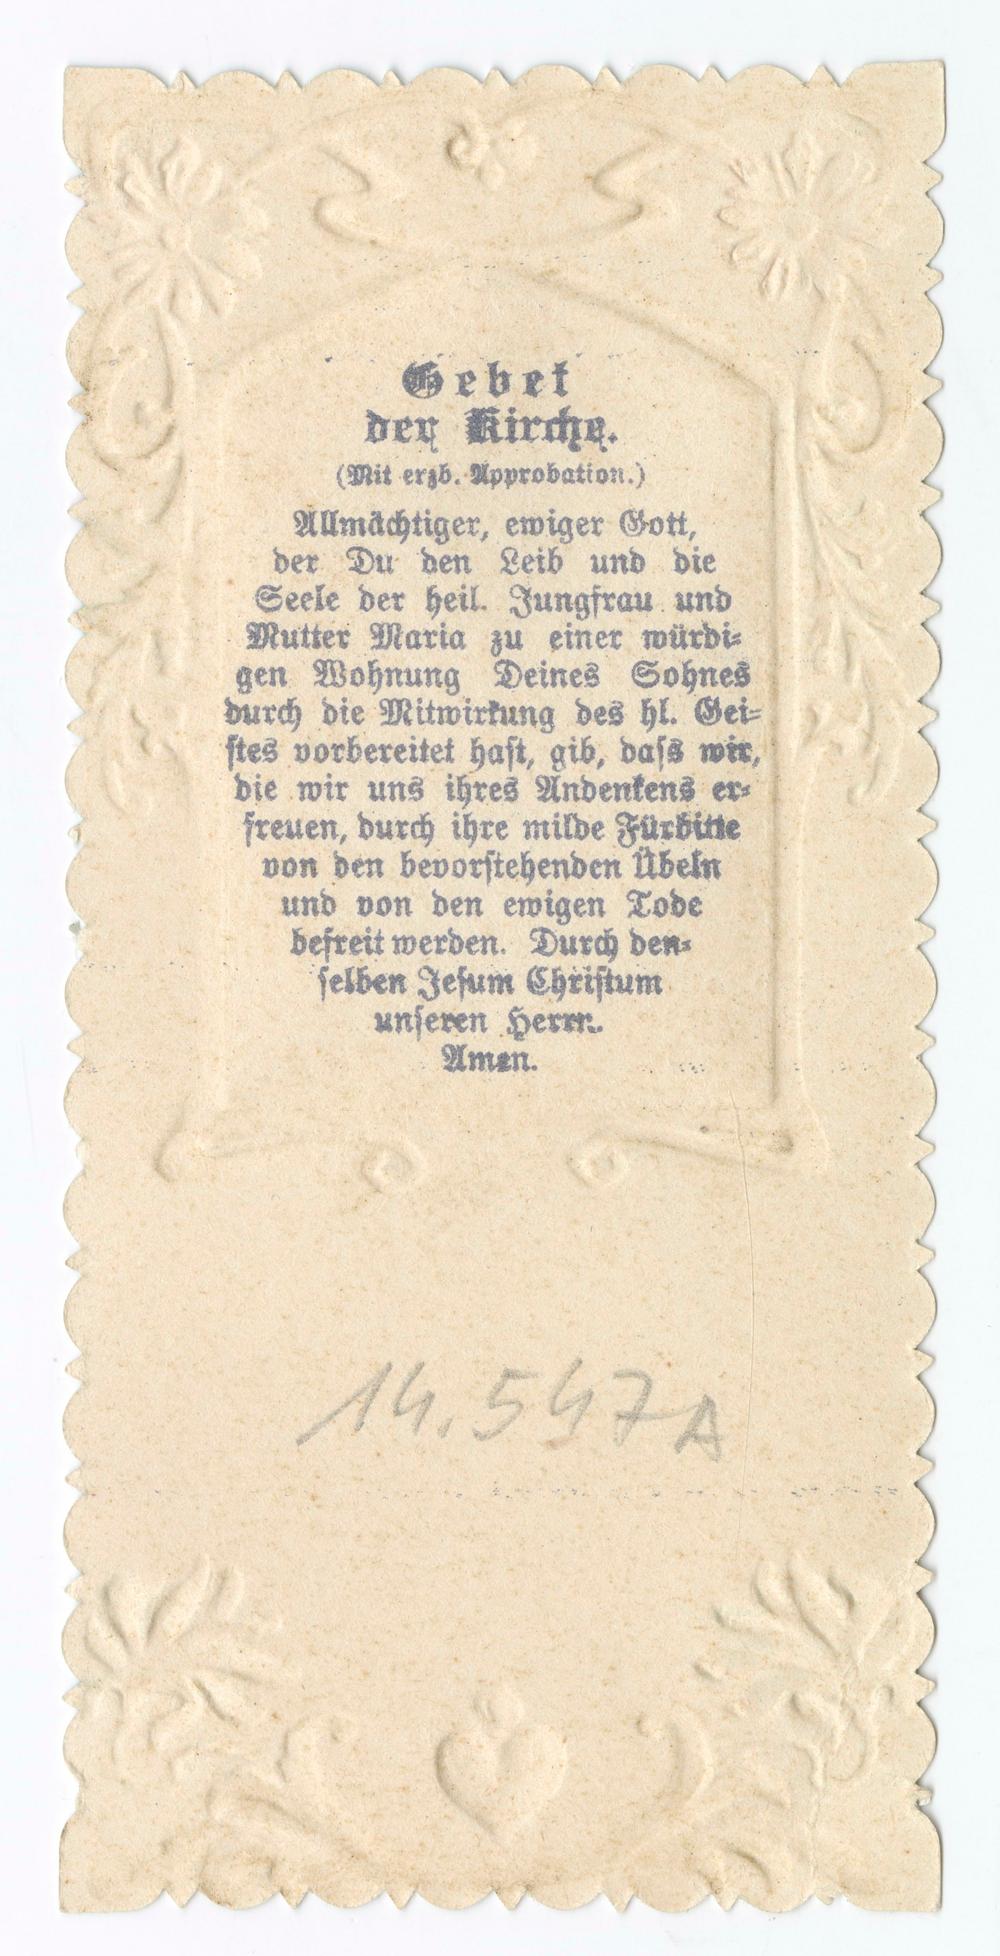 Gebet
der Kirche.
(Mit erzb. Approbation.)
Allmächtiger, ewiger Gott,
der Du den Leib und die
Seele der heil. Jungfrau und
Mutter Maria zu einer würdi-
gen Wohnung Deines Sohnes
durch die Mitwirkung des hl. Gei-
stes vorbereitet hast, gib, dass wir,
die wir uns ihres Andenkens er-
freuen, durch ihre milde Fürbitte
von den bevorstehenden Übeln
und von den ewigen Tode
befreit werden. Durch den-
selben Jesum Christum
unseren Herrn.
Amen.
14.547A